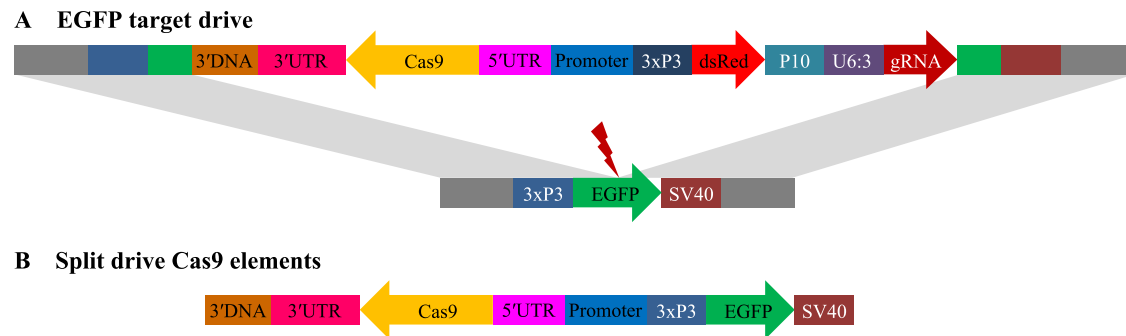 A EGFP target drive
3′DNA 3′UTR Cas9 5′UTR Promoter 3xP3 dsRed P10 U6:3 gRNA
3xP3 EGFP SV40
B Split drive Cas9 elements
3′DNA 3′UTR Cas9 5′UTR Promoter 3xP3 EGFP SV40